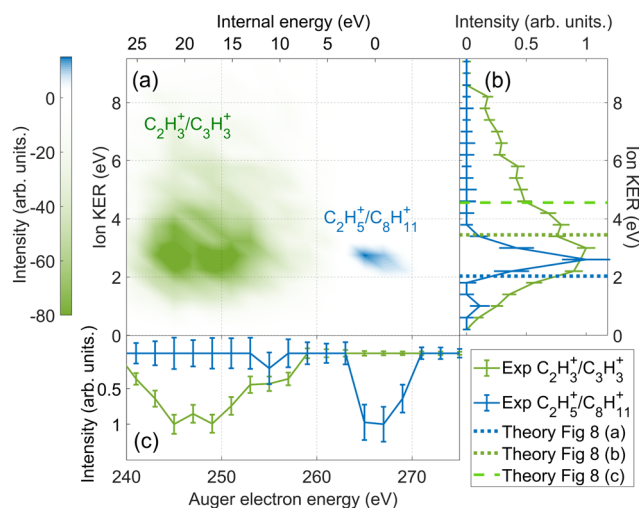 Internal energy (eV)
25 20 15 10 5 0
Intensity (arb. units.)
0 0.5 1
(a)
(b)
C₂H₃⁺/C₃H₃⁺
C₂H₅⁺/C₈H₁₁⁺
Intensity (arb. units.)
0
-20
-40
-60
-80
Ion KER (eV)
8
6
4
2
0
8
6
4
2
0
Ion KER (eV)
Intensity (arb. units.)
0.5
1
(c)
240 250 260 270
Auger electron energy (eV)
Exp C₂H₃⁺/C₃H₃⁺
Exp C₂H₅⁺/C₈H₁₁⁺
Theory Fig 8 (a)
Theory Fig 8 (b)
Theory Fig 8 (c)